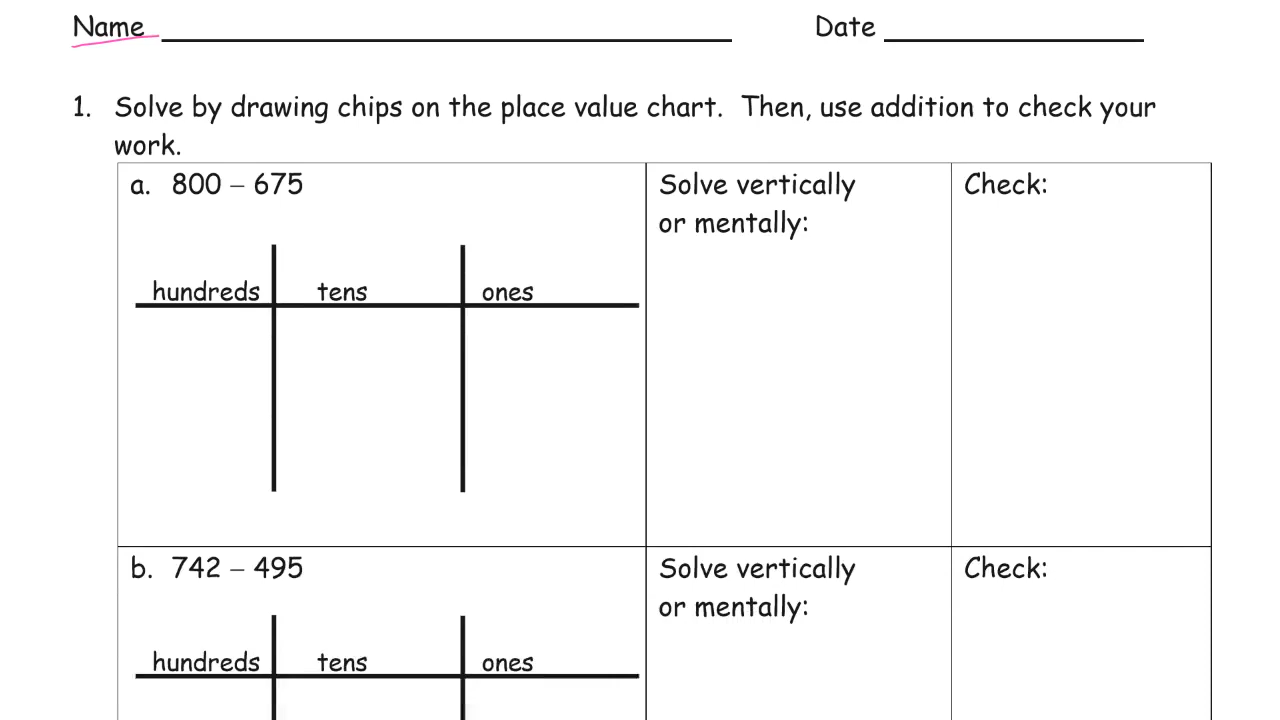 Name Date
1. Solve by drawing chips on the place value chart. Then, use addition to check your
work.
a. 800 – 675
Solve vertically
or mentally:
Check:
hundreds tens ones
b. 742 – 495
Solve vertically
or mentally:
Check:
hundreds tens ones